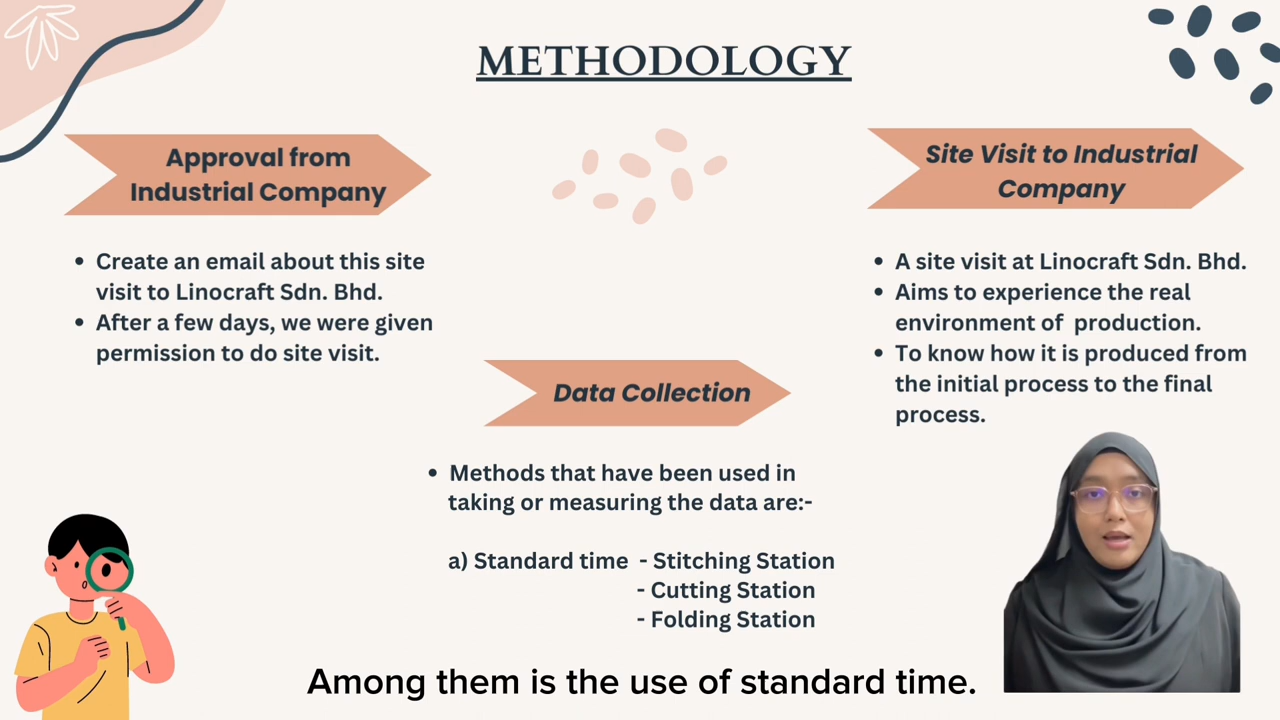 METHODOLOGY
Approval from
Industrial Company
• Create an email about this site
visit to Linocraft Sdn. Bhd.
• After a few days, we were given
permission to do site visit.
Site Visit to Industrial
Company
• A site visit at Linocraft Sdn. Bhd.
• Aims to experience the real
environment of production.
• To know how it is produced from
the initial process to the final
process.
Data Collection
• Methods that have been used in
taking or measuring the data are:-
a) Standard time - Stitching Station
- Cutting Station
- Folding Station
Among them is the use of standard time.